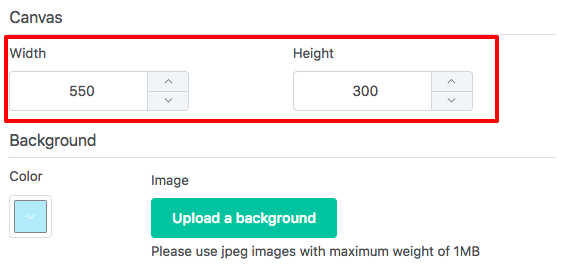 Canvas
Width Height
550 300
Background
Color Image
Upload a background
Please use jpeg images with maximum weight of 1MB